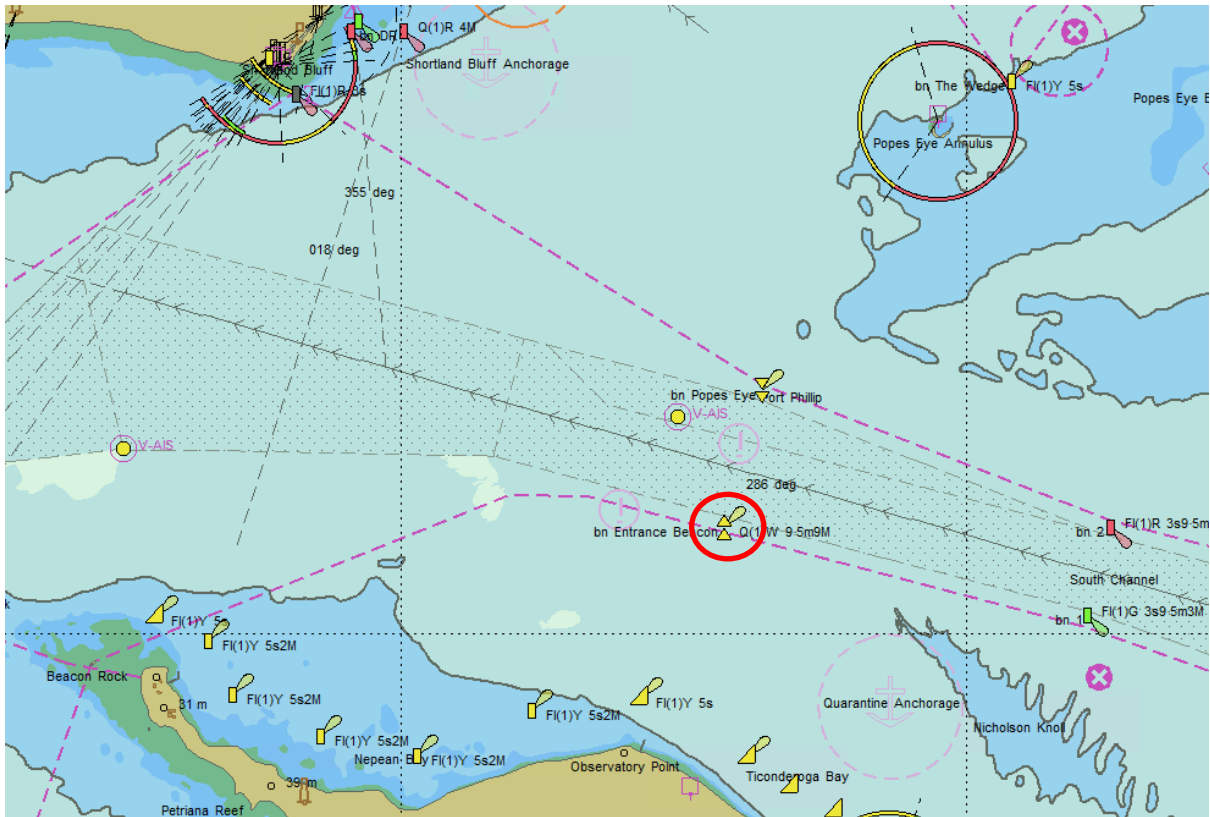 bn DR
Q(1)R 4M
Shortland Bluff
Shortland Bluff Anchorage
Fl(1)R 3s
bn The Wedge
Fl(1)Y 5s
Popes Eye
Popes Eye Annulus
355 deg
018 deg
bn Popes Eye
Port Phillip
V-AIS
V-AIS
286 deg
bn Entrance Beacon
Q(1)W 9.5m9M
bn 2
Fl(1)R 3s9.5m
South Channel
bn 1
Fl(1)G 3s9.5m3M
Fl(1)Y 5s
Fl(1)Y 5s2M
Beacon Rock
31 m
Fl(1)Y 5s2M
Fl(1)Y 5s2M
Fl(1)Y 5s
Quarantine Anchorage
Nicholson Knoll
Fl(1)Y 5s2M
Nepean Bay
Fl(1)Y 5s2M
Observatory Point
Ticonderoga Bay
39 m
Petriana Reef